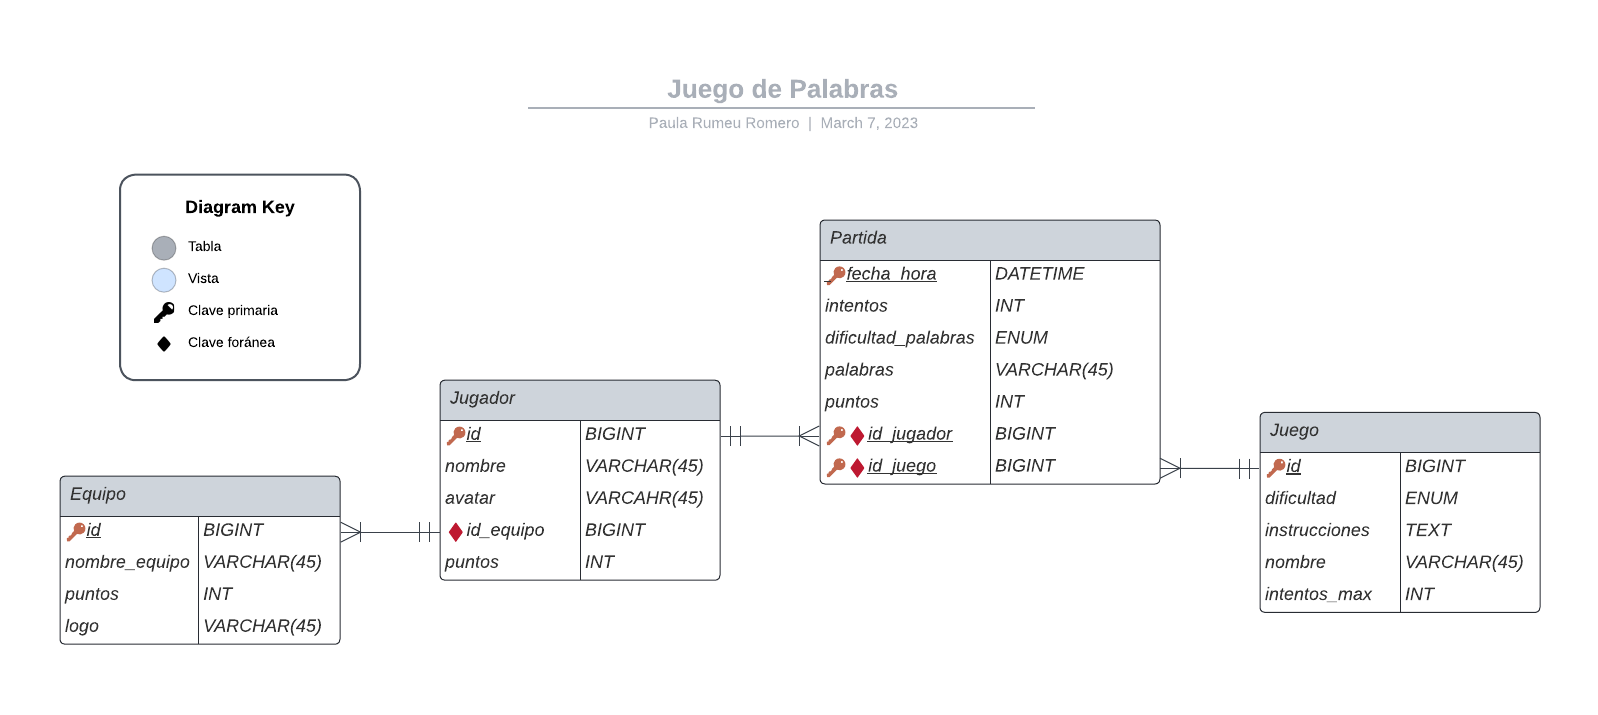 Juego de Palabras
Paula Rumeu Romero | March 7, 2023
Diagram Key
Tabla
Vista
Clave primaria
Clave foránea
Equipo
id BIGINT
nombre_equipo VARCHAR(45)
puntos INT
logo VARCHAR(45)
Jugador
id BIGINT
nombre VARCHAR(45)
avatar VARCAHR(45)
id_equipo BIGINT
puntos INT
Partida
fecha_hora DATETIME
intentos INT
dificultad_palabras ENUM
palabras VARCHAR(45)
puntos INT
id_jugador BIGINT
id_juego BIGINT
Juego
id BIGINT
dificultad ENUM
instrucciones TEXT
nombre VARCHAR(45)
intentos_max INT